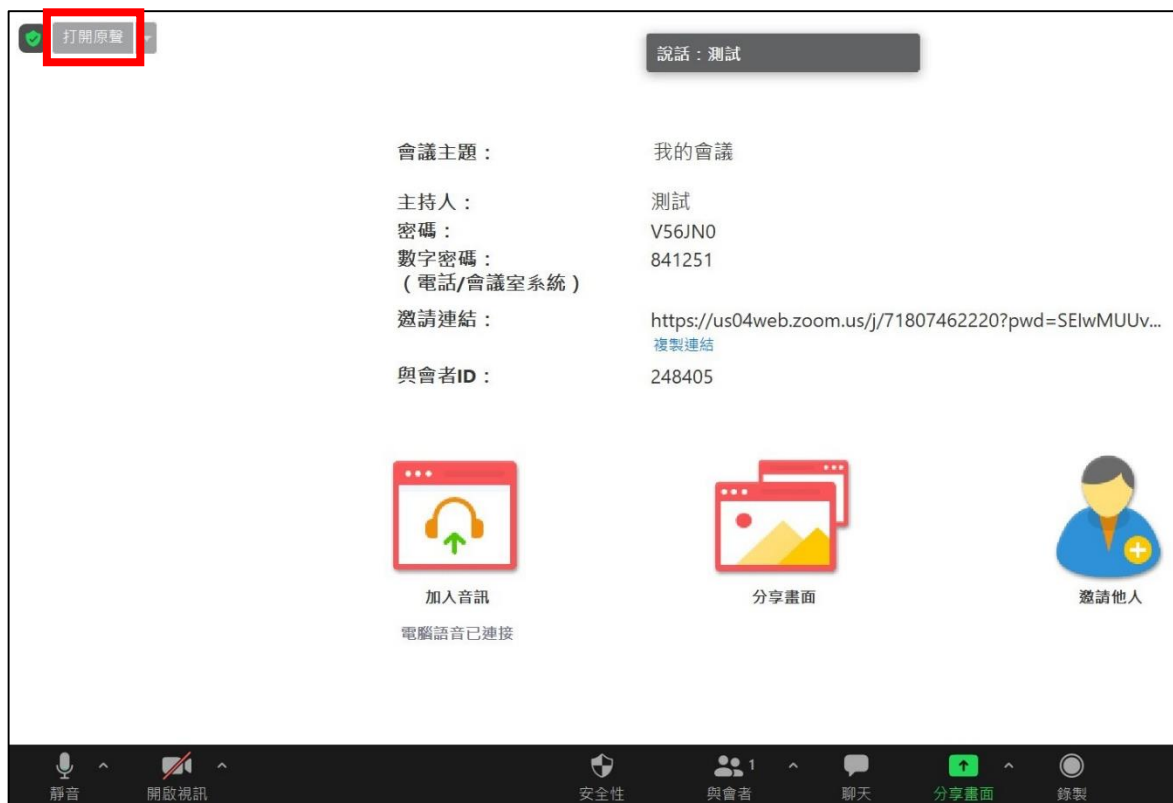 打開原聲
說話：測試
會議主題： 我的會議
主持人： 測試
密碼： V56JN0
數字密碼： 841251
（電話/會議室系統）
邀請連結： https://us04web.zoom.us/j/71807462220?pwd=SEIwMUUv...
複製連結
與會者ID： 248405
加入音訊 分享畫面 邀請他人
電腦語音已連接
1
靜音 開啟視訊 安全性 與會者 聊天 分享畫面 錄製